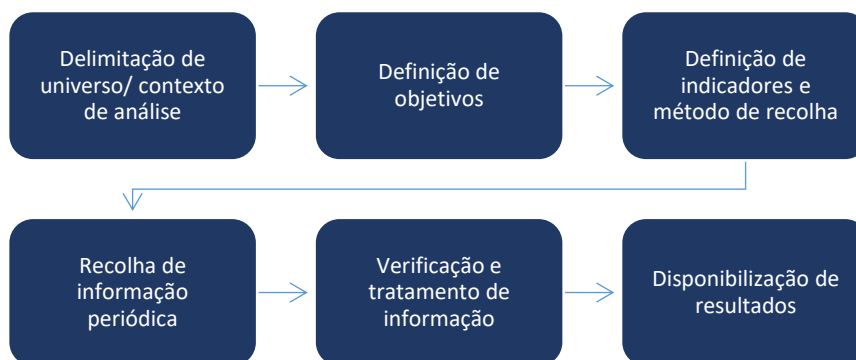 Delimitação de
universo/ contexto
de análise
Definição de
objetivos
Definição de
indicadores e
método de recolha
Recolha de
informação
periódica
Verificação e
tratamento de
informação
Disponibilização de
resultados